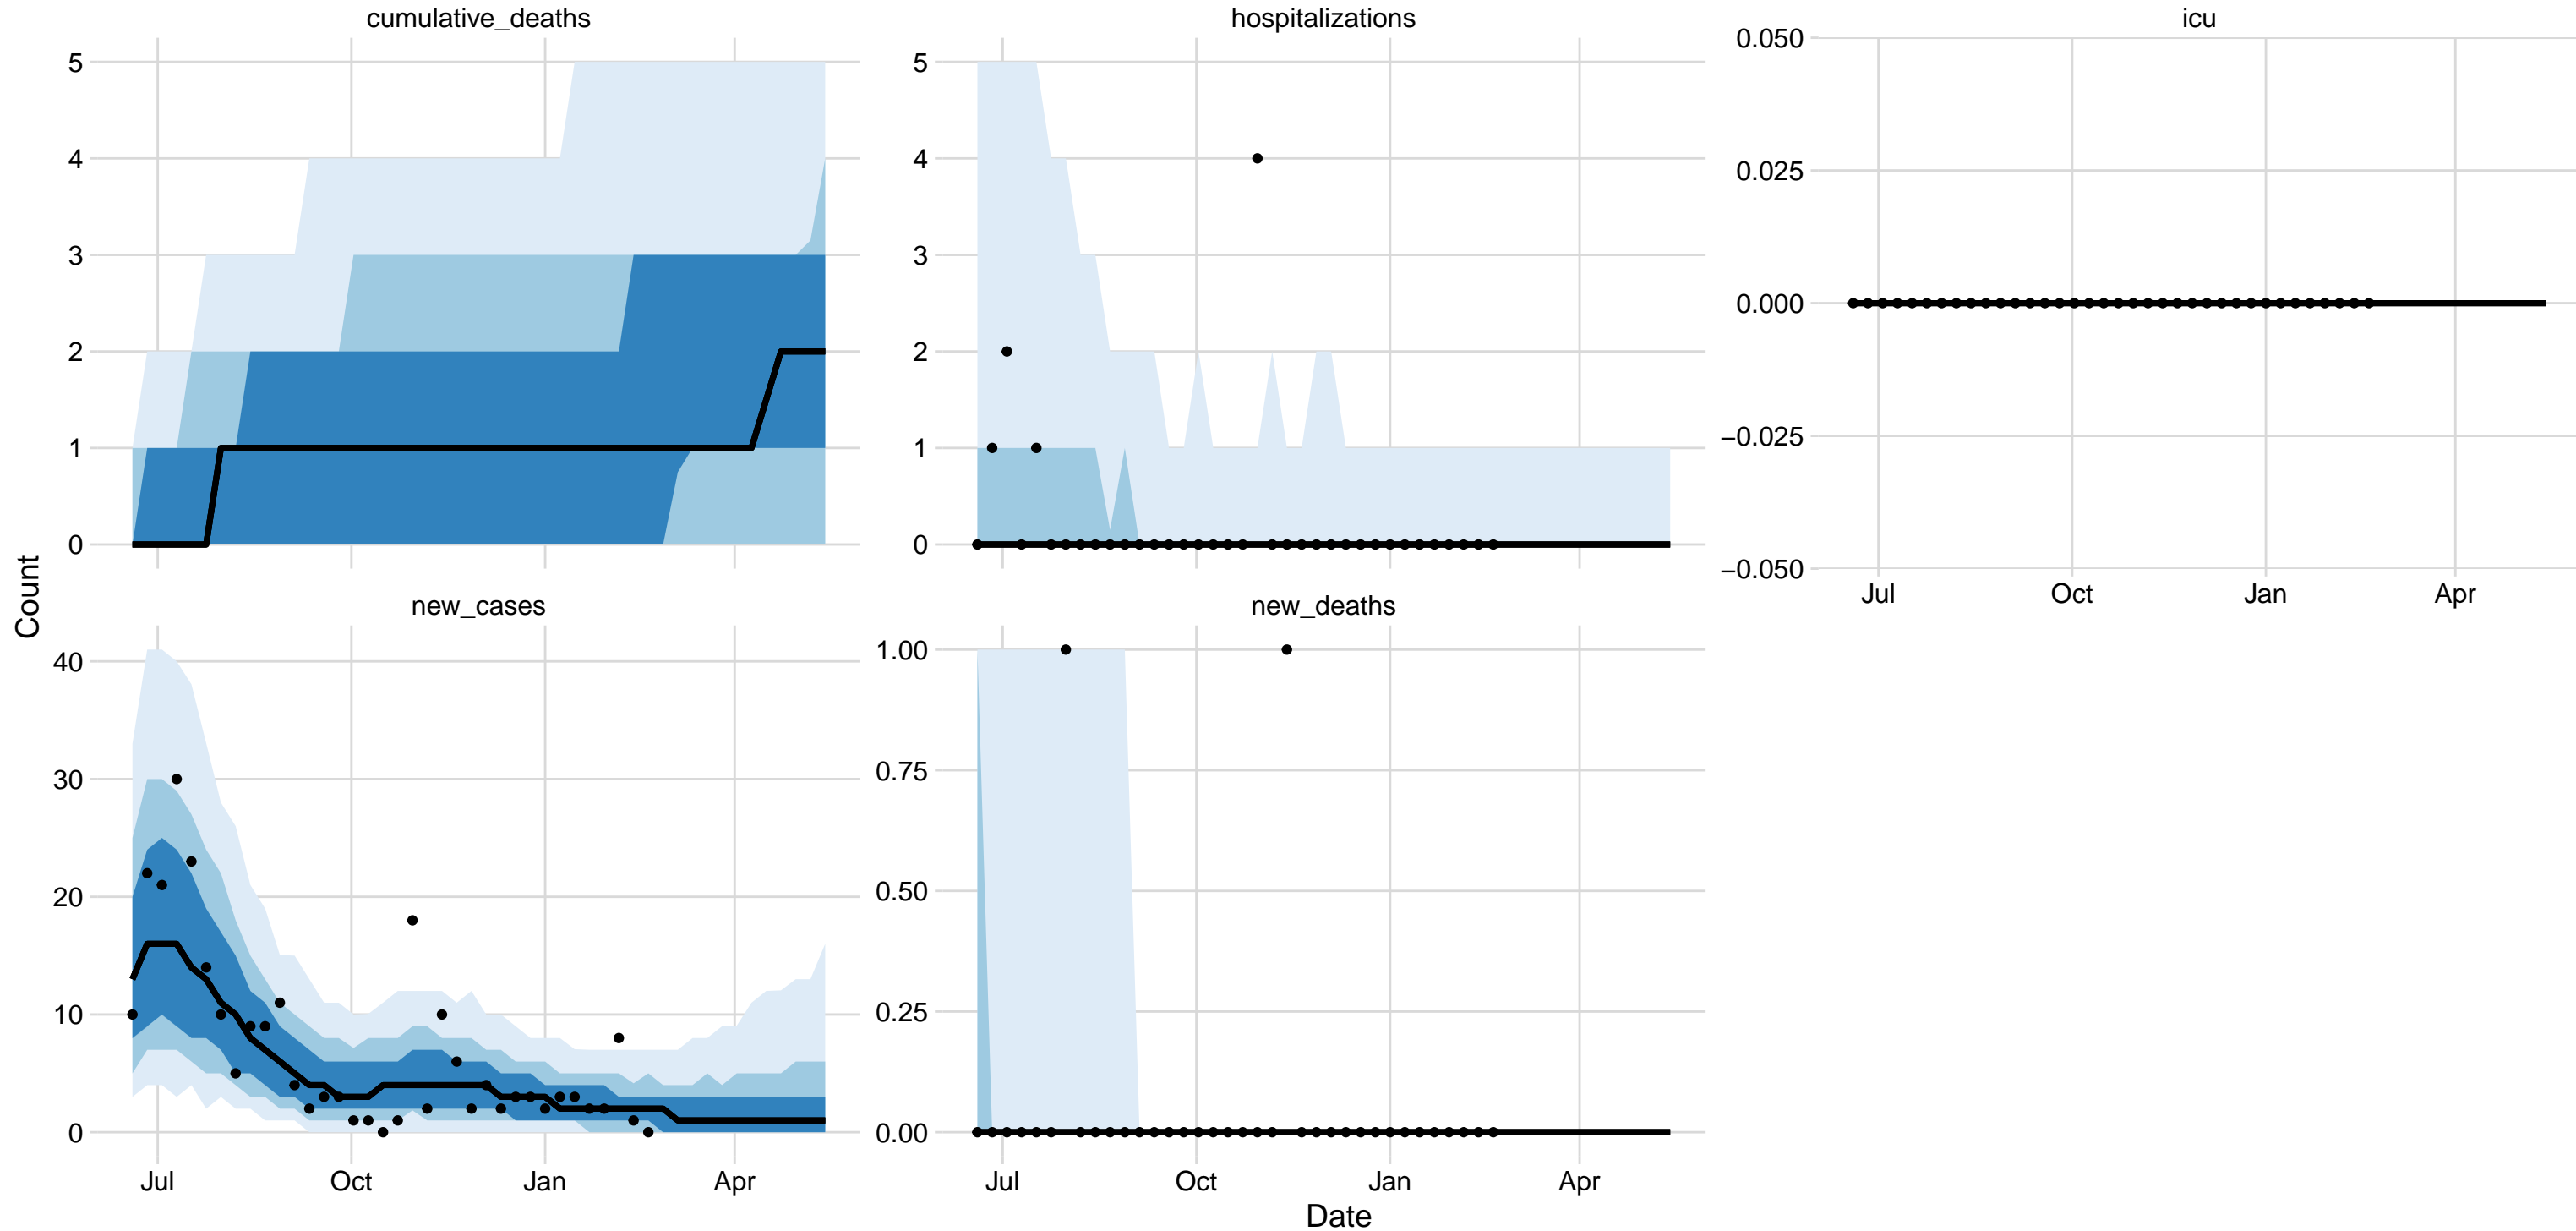 cumulative_deaths
hospitalizations
icu
5
4
3
2
1
0
5
4
3
2
1
0
0.050
0.025
0.000
−0.025
−0.050
Jul Oct Jan Apr
Count
new_cases
new_deaths
40
30
20
10
0
1.00
0.75
0.50
0.25
0.00
Jul Oct Jan Apr
Jul Oct Jan Apr
Date